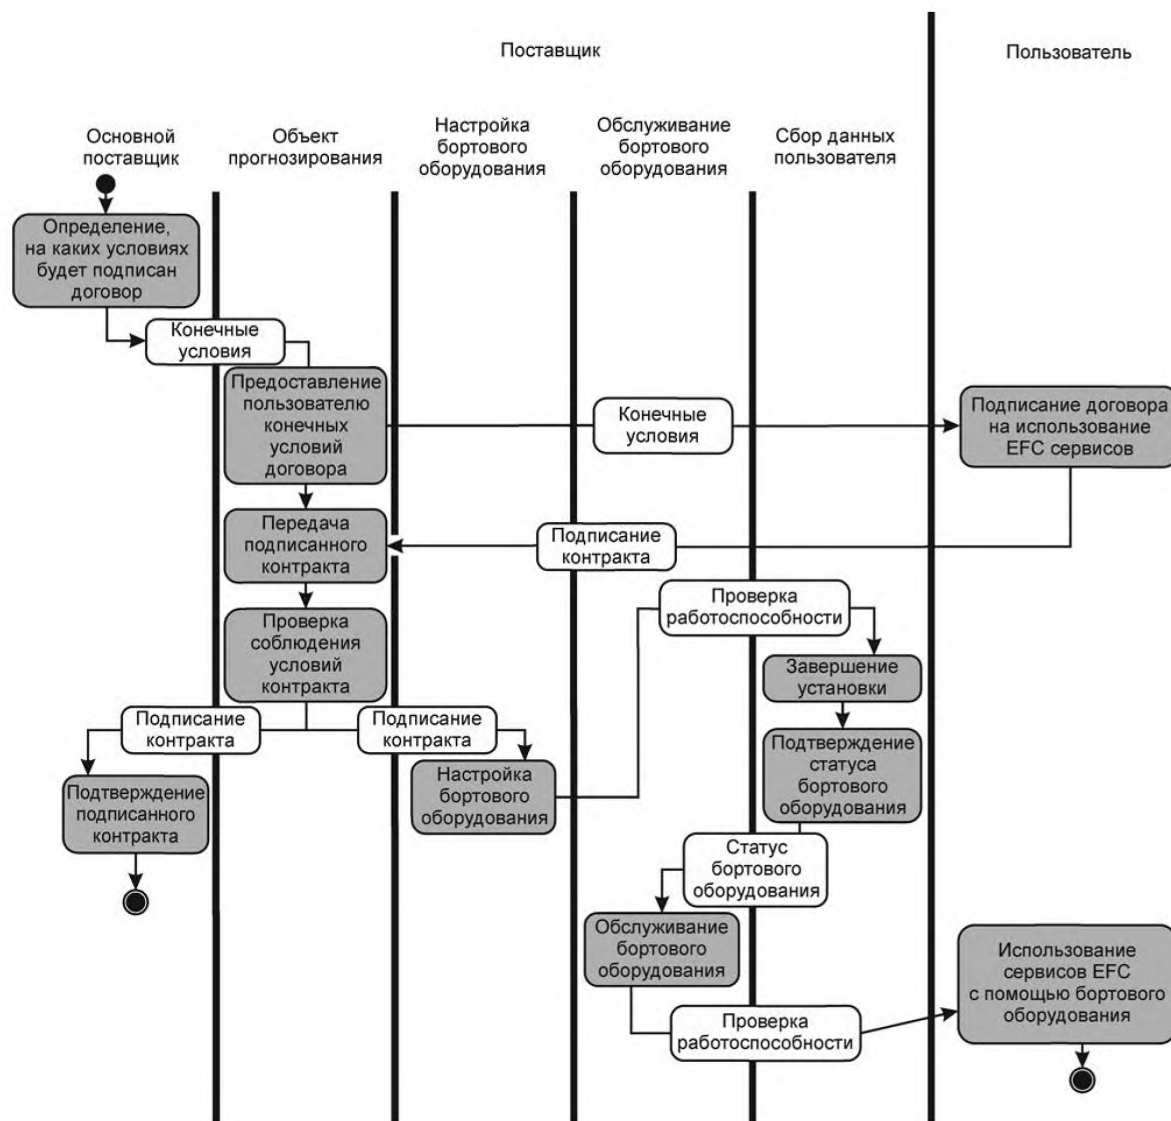 Поставщик
Пользователь
Основной
поставщик
Объект
прогнозирования
Настройка
бортового
оборудования
Обслуживание
бортового
оборудования
Сбор данных
пользователя
Определение,
на каких условиях
будет подписан
договор
Конечные
условия
Предоставление
пользователю
конечных
условий
договора
Конечные
условия
Подписание договора
на использование
EFC сервисов
Передача
подписанного
контракта
Подписание
контракта
Проверка
работоспособности
Проверка
соблюдения
условий
контракта
Завершение
установки
Подписание
контракта
Подписание
контракта
Подтверждение
статуса
бортового
оборудования
Настройка
бортового
оборудования
Подтверждение
подписанного
контракта
Статус
бортового
оборудования
Обслуживание
бортового
оборудования
Использование
сервисов EFC
с помощью бортового
оборудования
Проверка
работоспособности